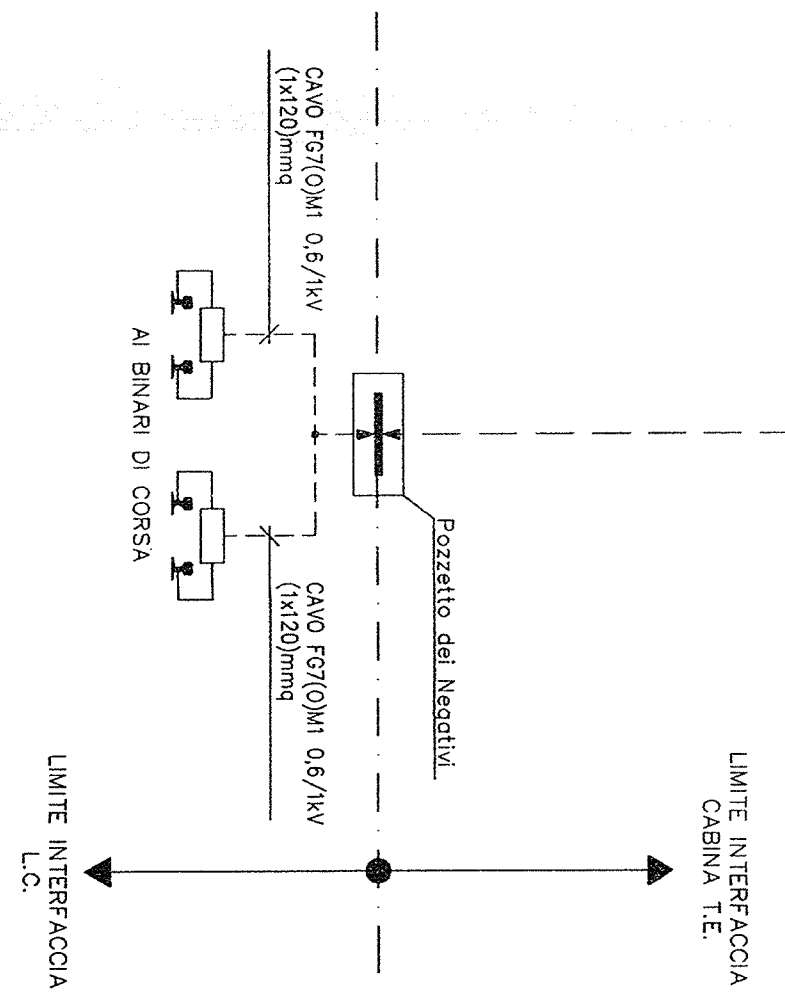 LIMITE INTERFACCIA
CABINA T.E.
Pozzetto dei Negativi
CAVO FG7(O)M1 0,6/1kV
(1x120)mmq
CAVO FG7(O)M1 0,6/1kV
(1x120)mmq
AI BINARI DI CORSA
LIMITE INTERFACCIA
L.C.